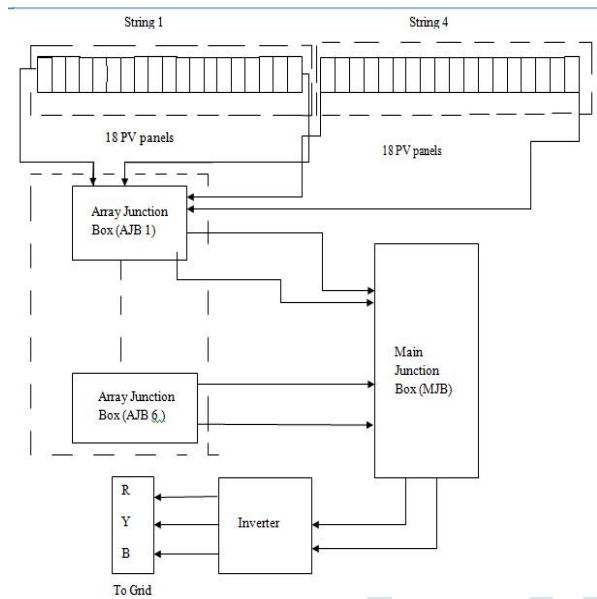 String 1
String 4
18 PV panels
18 PV panels
Array Junction
Box (AJB 1)
Main
Junction
Box (MJB)
Array Junction
Box (AJB 6 )
R
Y
B
Inverter
To Grid